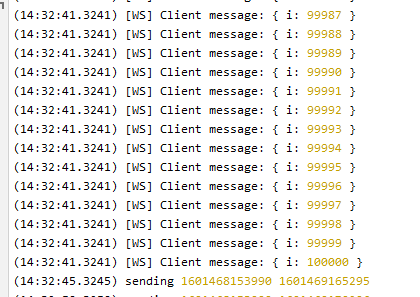 (14:32:41.3241) [WS] Client message: { i: 99987 }
(14:32:41.3241) [WS] Client message: { i: 99988 }
(14:32:41.3241) [WS] Client message: { i: 99989 }
(14:32:41.3241) [WS] Client message: { i: 99990 }
(14:32:41.3241) [WS] Client message: { i: 99991 }
(14:32:41.3241) [WS] Client message: { i: 99992 }
(14:32:41.3241) [WS] Client message: { i: 99993 }
(14:32:41.3241) [WS] Client message: { i: 99994 }
(14:32:41.3241) [WS] Client message: { i: 99995 }
(14:32:41.3241) [WS] Client message: { i: 99996 }
(14:32:41.3241) [WS] Client message: { i: 99997 }
(14:32:41.3241) [WS] Client message: { i: 99998 }
(14:32:41.3241) [WS] Client message: { i: 99999 }
(14:32:41.3241) [WS] Client message: { i: 100000 }
(14:32:45.3245) sending 1601468153990 1601469165295